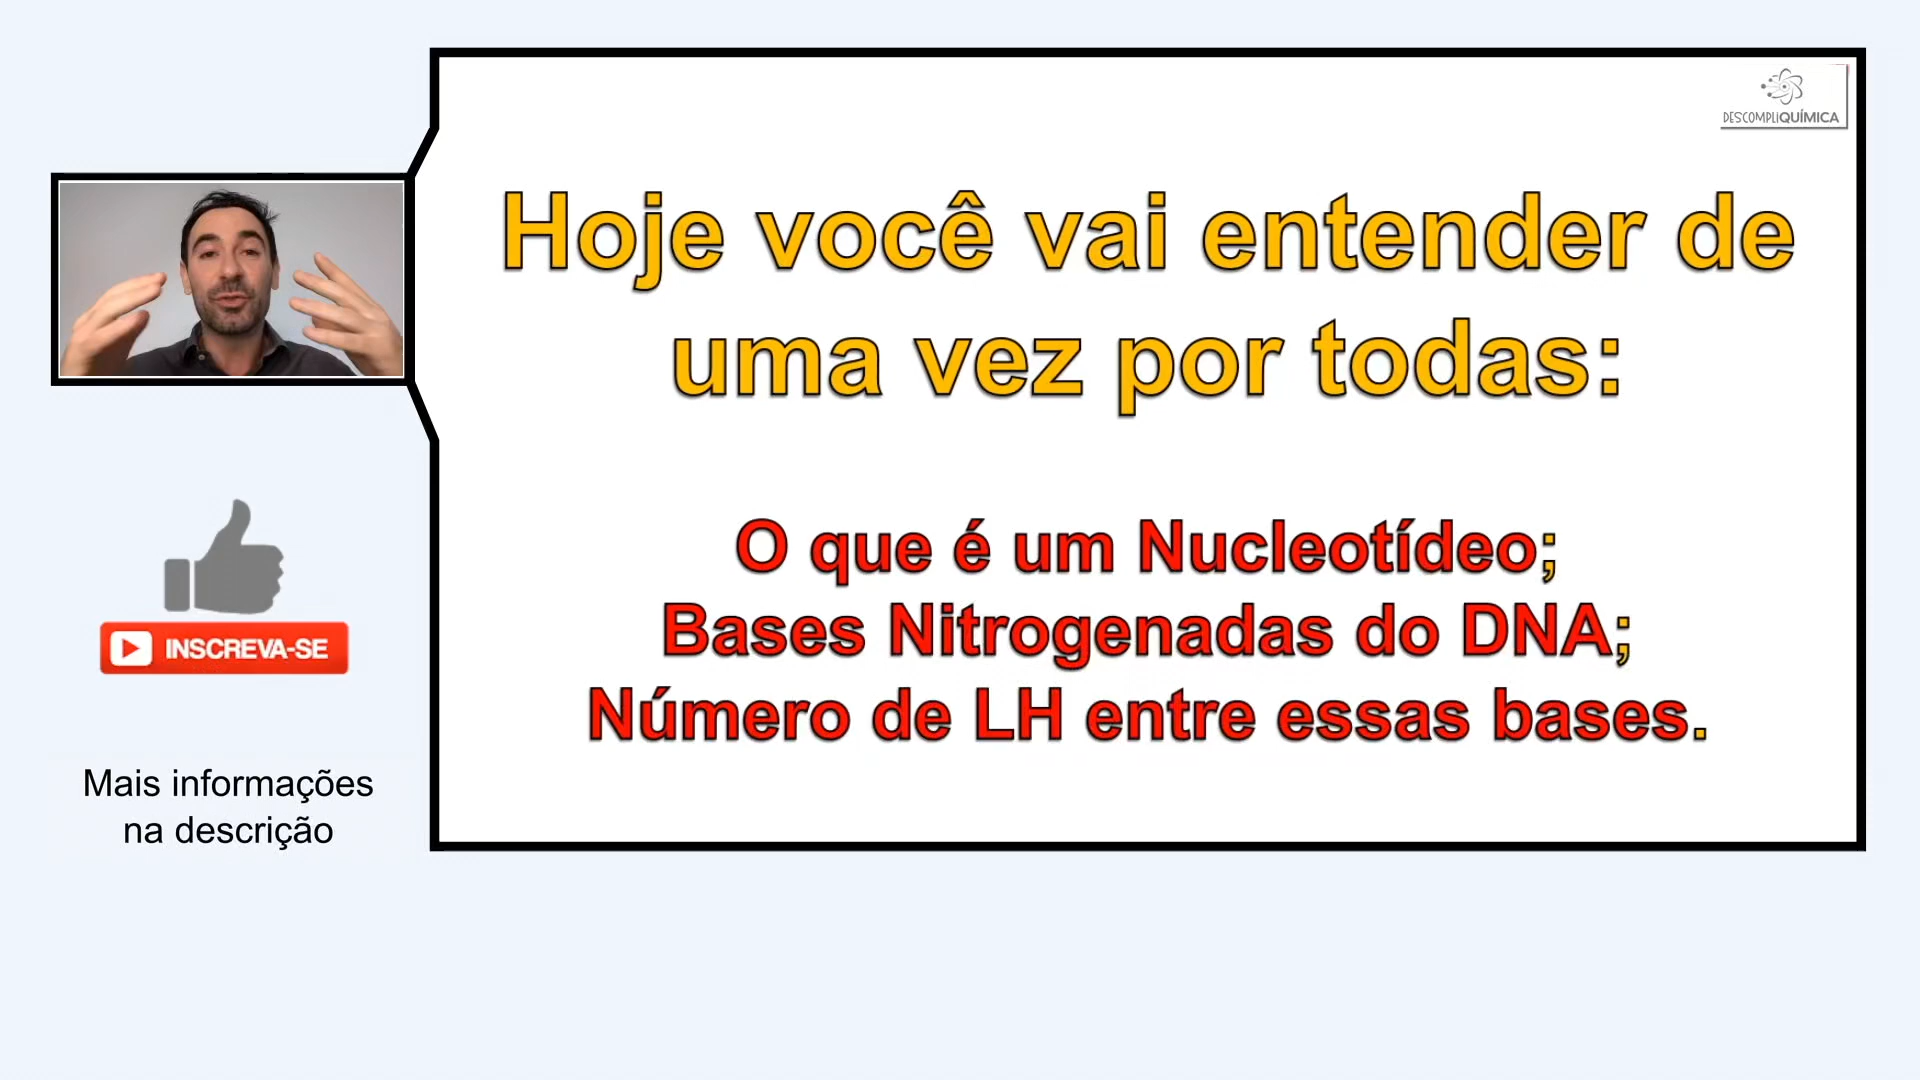 DESCOMPLIQUÍMICA
Hoje você vai entender de
uma vez por todas:
O que é um Nucleotídeo;
Bases Nitrogenadas do DNA;
Número de LH entre essas bases.
INSCREVA-SE
Mais informações
na descrição